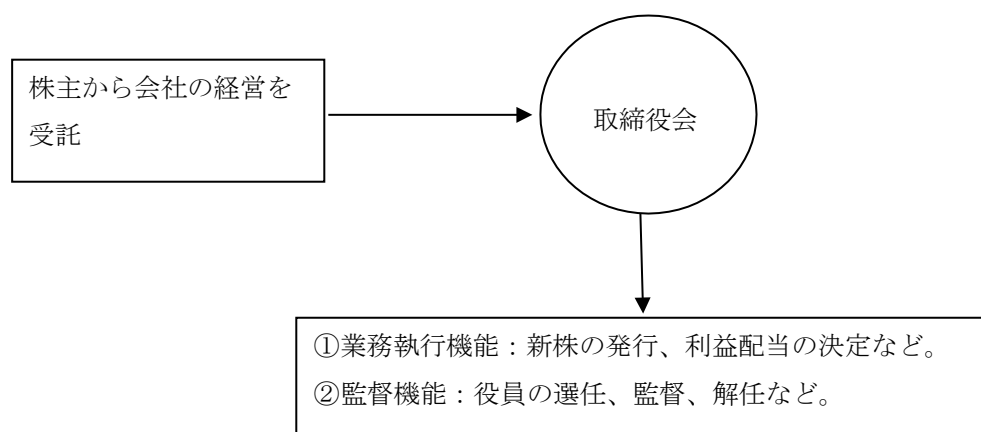 株主から会社の経営を
受託
取締役会
①業務執行機能：新株の発行、利益配当の決定など。
②監督機能：役員の選任、監督、解任など。